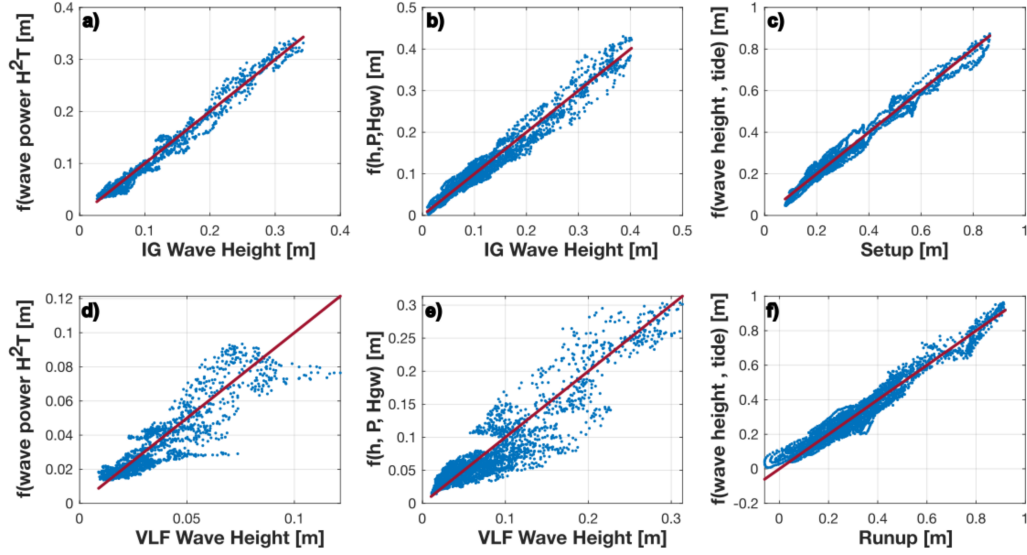 a)
f(wave power H²T) [m]
0.4
0.3
0.2
0.1
0
0 0.1 0.2 0.3 0.4
IG Wave Height [m]
b)
f(h,P,Hgw) [m]
0.5
0.4
0.3
0.2
0.1
0
0 0.1 0.2 0.3 0.4 0.5
IG Wave Height [m]
c)
f(wave height , tide) [m]
1
0.8
0.6
0.4
0.2
0
0 0.2 0.4 0.6 0.8 1
Setup [m]
d)
f(wave power H²T) [m]
0.12
0.1
0.08
0.06
0.04
0.02
0
0 0.05 0.1
VLF Wave Height [m]
e)
f(h, P, Hgw) [m]
0.3
0.25
0.2
0.15
0.1
0.05
0
0 0.1 0.2 0.3
VLF Wave Height [m]
f)
f(wave height, tide) [m]
1
0.8
0.6
0.4
0.2
0
-0.2
0 0.2 0.4 0.6 0.8 1
Runup [m]